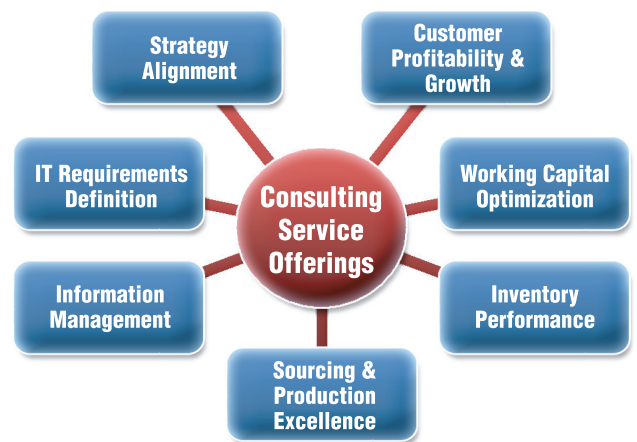 Strategy
Alignment
Customer
Profitability &
Growth
IT Requirements
Definition
Consulting
Service
Offerings
Working Capital
Optimization
Information
Management
Inventory
Performance
Sourcing &
Production
Excellence